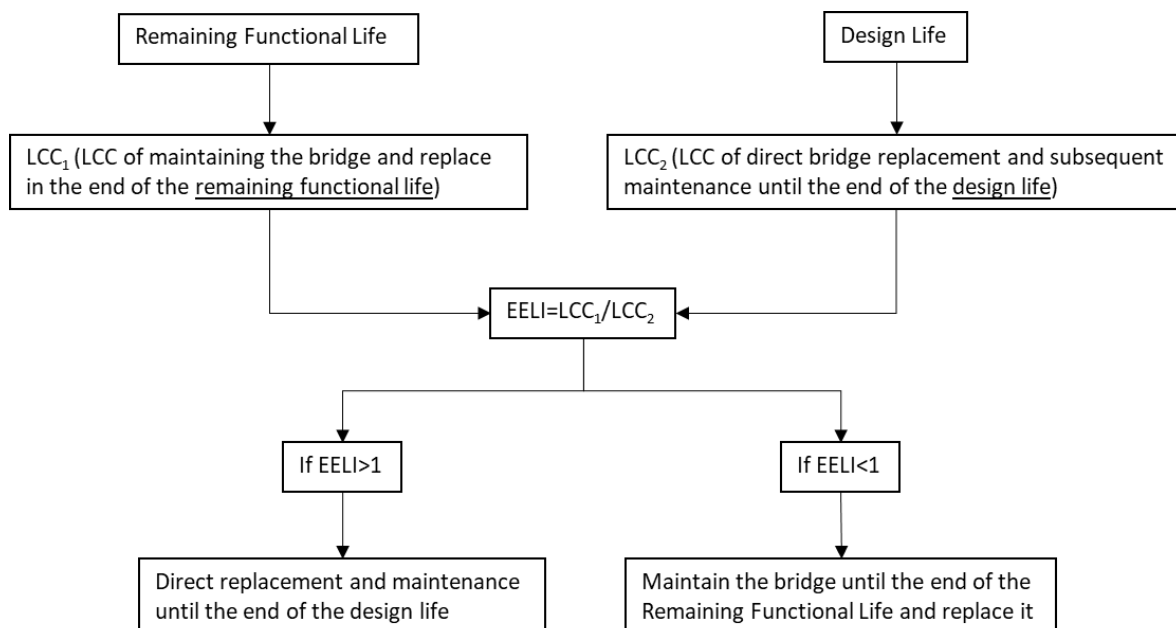 Remaining Functional Life
Design Life
LCC₁ (LCC of maintaining the bridge and replace
in the end of the remaining functional life)
LCC₂ (LCC of direct bridge replacement and subsequent
maintenance until the end of the design life)
EELI=LCC₁/LCC₂
If EELI>1
If EELI<1
Direct replacement and maintenance
until the end of the design life
Maintain the bridge until the end of the
Remaining Functional Life and replace it